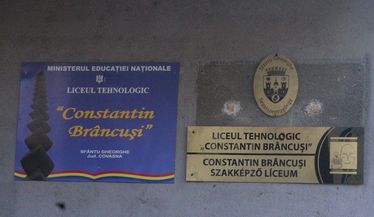 MINISTERUL EDUCAȚIEI NAȚIONALE
LICEUL TEHNOLOGIC
"Constantin
Brâncuși"
SFÂNTU GHEORGHE
Jud. COVASNA
LICEUL TEHNOLOGIC
„CONSTANTIN BRÂNCUȘI”
CONSTANTIN BRÂNCUȘI
SZAKKÉPZŐ LÍCEUM